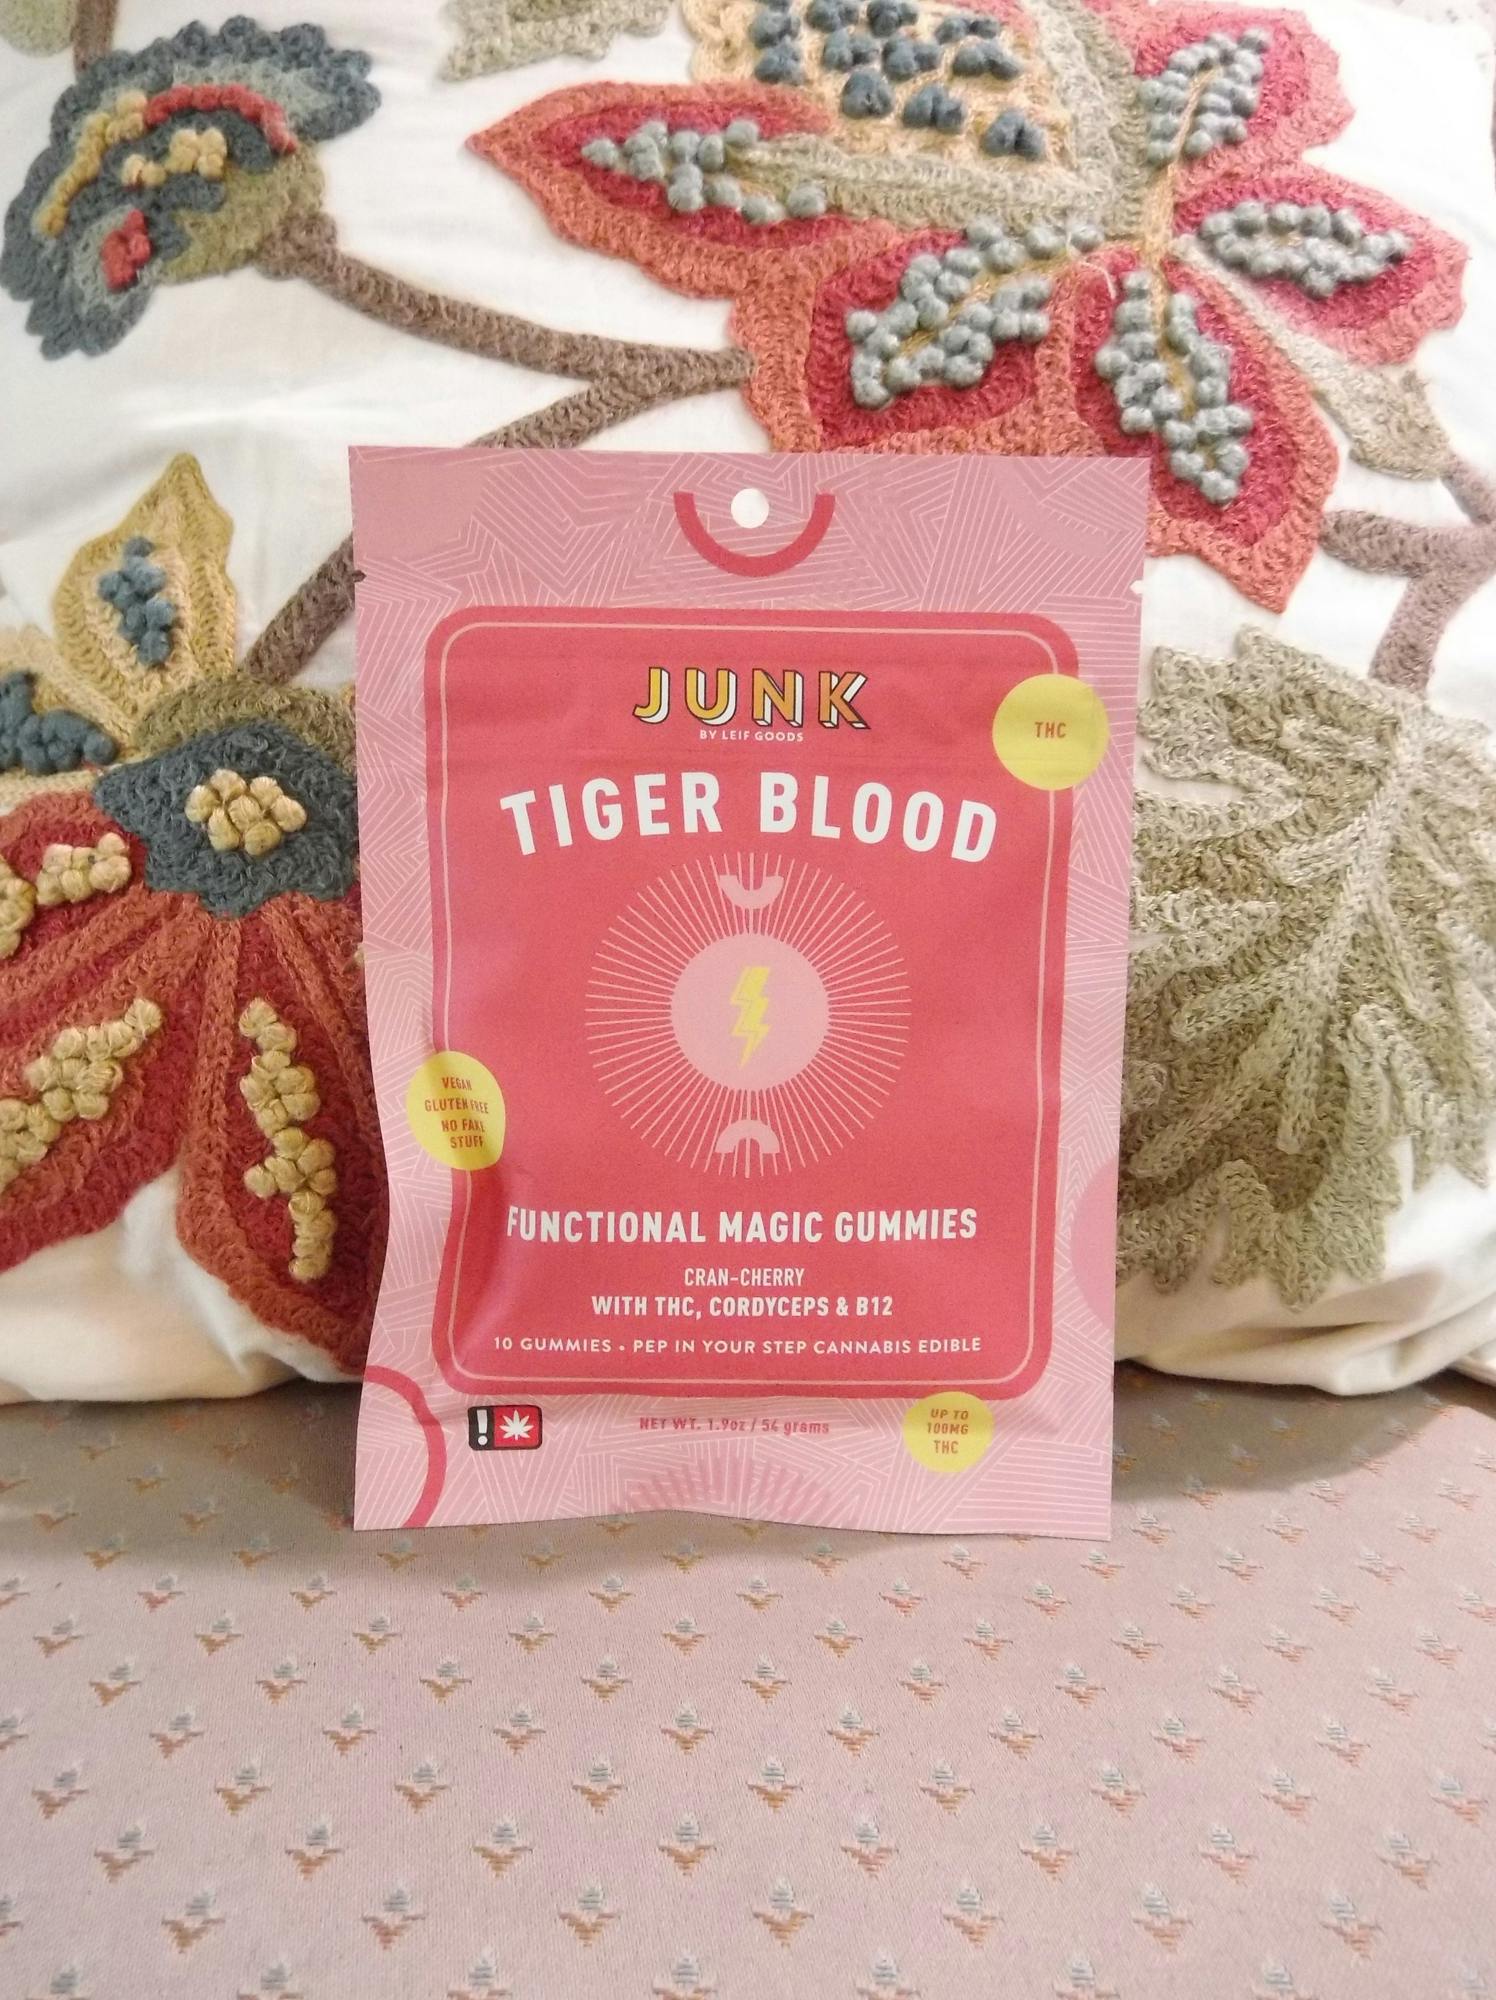 JUNK
BY LEIF GOODS
THC
TIGER BLOOD
VEGAN
GLUTEN FREE
NO FAKE
STUFF
FUNCTIONAL MAGIC GUMMIES
CRAN-CHERRY
WITH THC, CORDYCEPS & B12
10 GUMMIES • PEP IN YOUR STEP CANNABIS EDIBLE
!
NET WT. 1.9oz / 54 grams
UP TO
100MG
THC